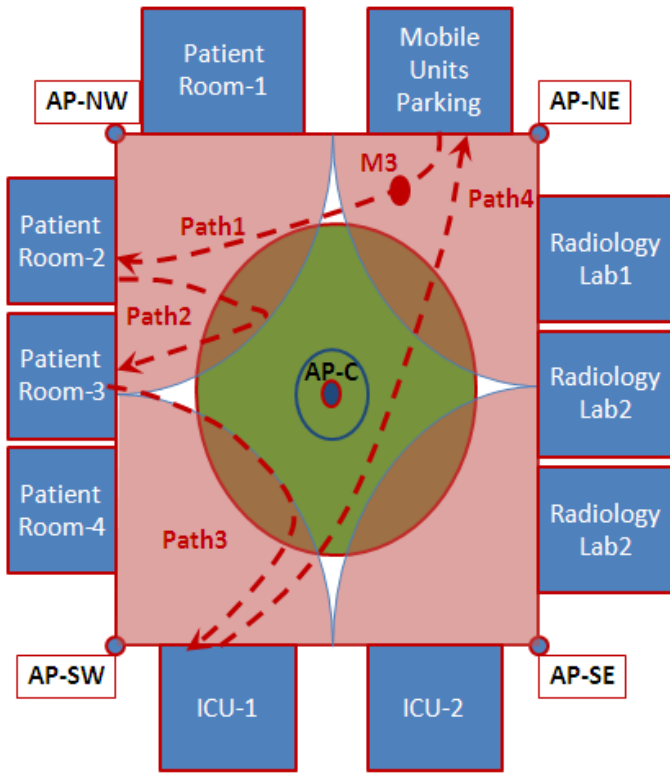 Patient
Room-1
Mobile
Units
Parking
AP-NW
AP-NE
M3
Path4
Path1
Patient
Room-2
Radiology
Lab1
Path2
Patient
Room-3
AP-C
Radiology
Lab2
Patient
Room-4
Path3
Radiology
Lab2
AP-SW
AP-SE
ICU-1
ICU-2